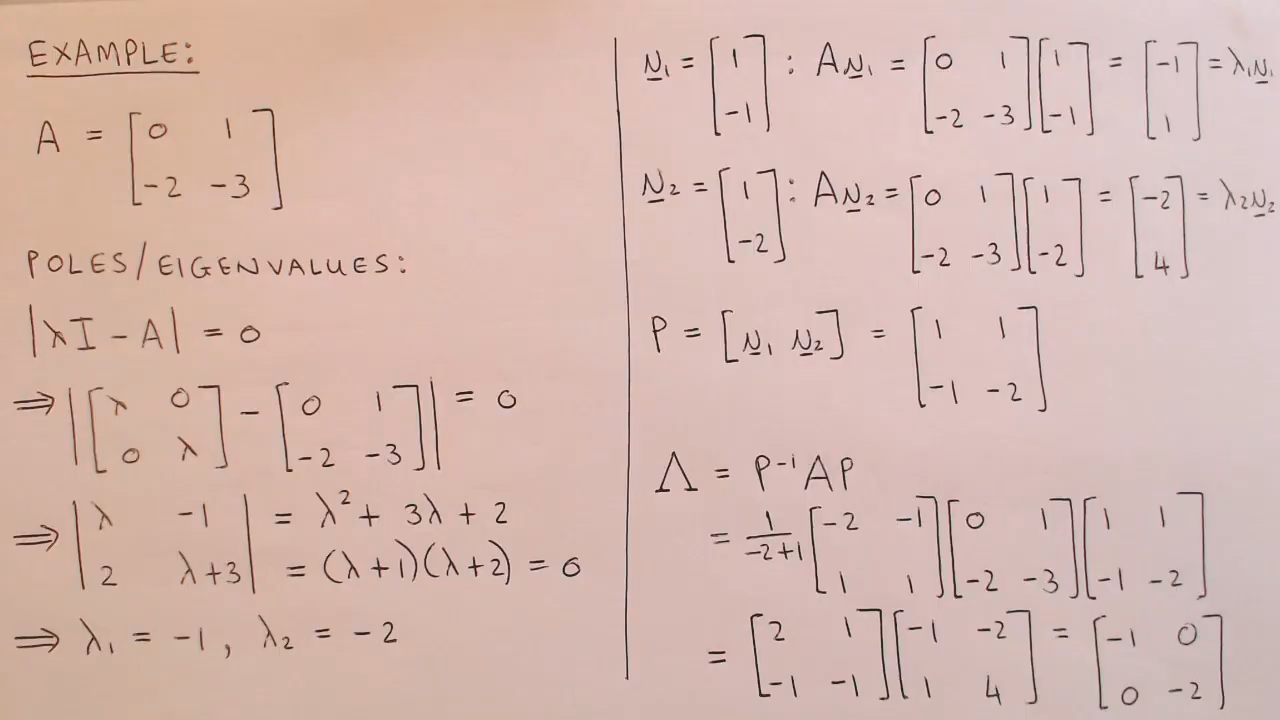 EXAMPLE:
A = [0 1; -2 -3]
POLES/EIGENVALUES:
|λI - A| = 0
⇒ |[λ 0; 0 λ] - [0 1; -2 -3]| = 0
⇒ |λ -1; 2 λ+3| = λ² + 3λ + 2
= (λ+1)(λ+2) = 0
⇒ λ₁ = -1, λ₂ = -2
v₁ = [1; -1] : Av₁ = [0 1; -2 -3][1; -1] = [-1; 1] = λ₁v₁
v₂ = [1; -2] : Av₂ = [0 1; -2 -3][1; -2] = [-2; 4] = λ₂v₂
P = [v₁ v₂] = [1 1; -1 -2]
Λ = P⁻¹AP
= 1/(-2+1) [-2 -1; 1 1][0 1; -2 -3][1 1; -1 -2]
= [2 1; -1 -1][-1 -2; 1 4] = [-1 0; 0 -2]